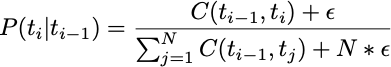 P(t_i|t_{i-1}) = \frac{C(t_{i-1}, t_i) + \epsilon}{\sum_{j=1}^{N} C(t_{i-1}, t_j) + N * \epsilon}